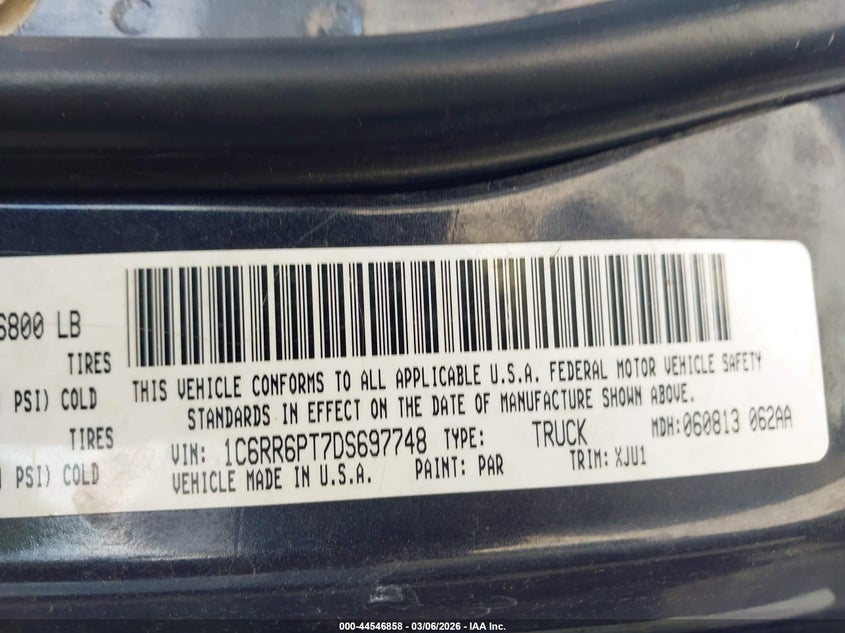 6800 LB
TIRES
PSI) COLD
TIRES
PSI) COLD
THIS VEHICLE CONFORMS TO ALL APPLICABLE U.S.A. FEDERAL MOTOR VEHICLE SAFETY
STANDARDS IN EFFECT ON THE DATE OF MANUFACTURE SHOWN ABOVE.
VIN: 1C6RR6PT7DS697748 TYPE: TRUCK MDH: 060813 062AA
VEHICLE MADE IN U.S.A. PAINT: PAR TRIM: XJU1
000-44546858 - 03/06/2026 - IAA Inc.